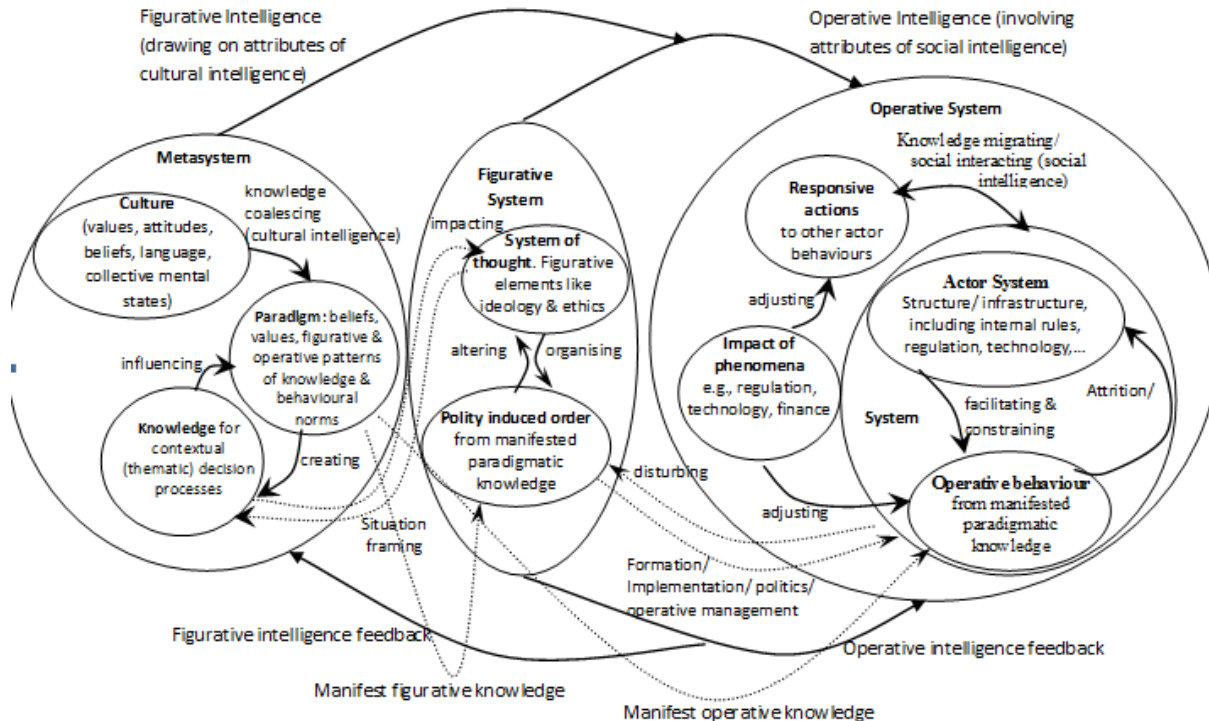 Figurative Intelligence
(drawing on attributes of
cultural intelligence)
Operative Intelligence (involving
attributes of social intelligence)
Metasystem
Culture
(values, attitudes,
beliefs, language,
collective mental
states)
knowledge
coalescing
(cultural intelligence)
Paradigm: beliefs,
values, figurative &
operative patterns
of knowledge &
behavioural
norms
influencing
Knowledge for
contextual
(thematic) decision
processes
creating
Figurative
System
impacting
System of
thought. Figurative
elements like
ideology & ethics
altering
organising
Polity induced order
from manifested
paradigmatic
knowledge
Situation
framing
Operative System
Knowledge migrating/
social interacting (social
intelligence)
Responsive
actions
to other actor
behaviours
adjusting
Impact of
phenomena
e.g., regulation,
technology, finance
Actor System
Structure/ infrastructure,
including internal rules,
regulation, technology,...
facilitating &
constraining
Attrition/
System
disturbing
adjusting
Operative behaviour
from manifested
paradigmatic
knowledge
Formation/
Implementation/ politics/
operative management
Figurative intelligence feedback
Operative intelligence feedback
Manifest figurative knowledge
Manifest operative knowledge